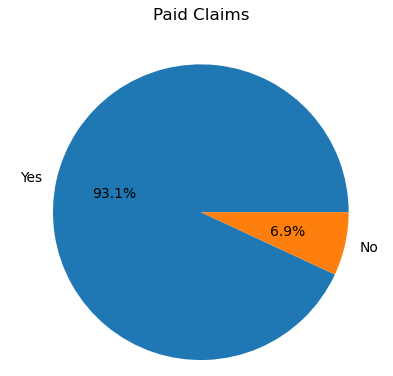 Paid Claims
Yes
93.1%
6.9%
No